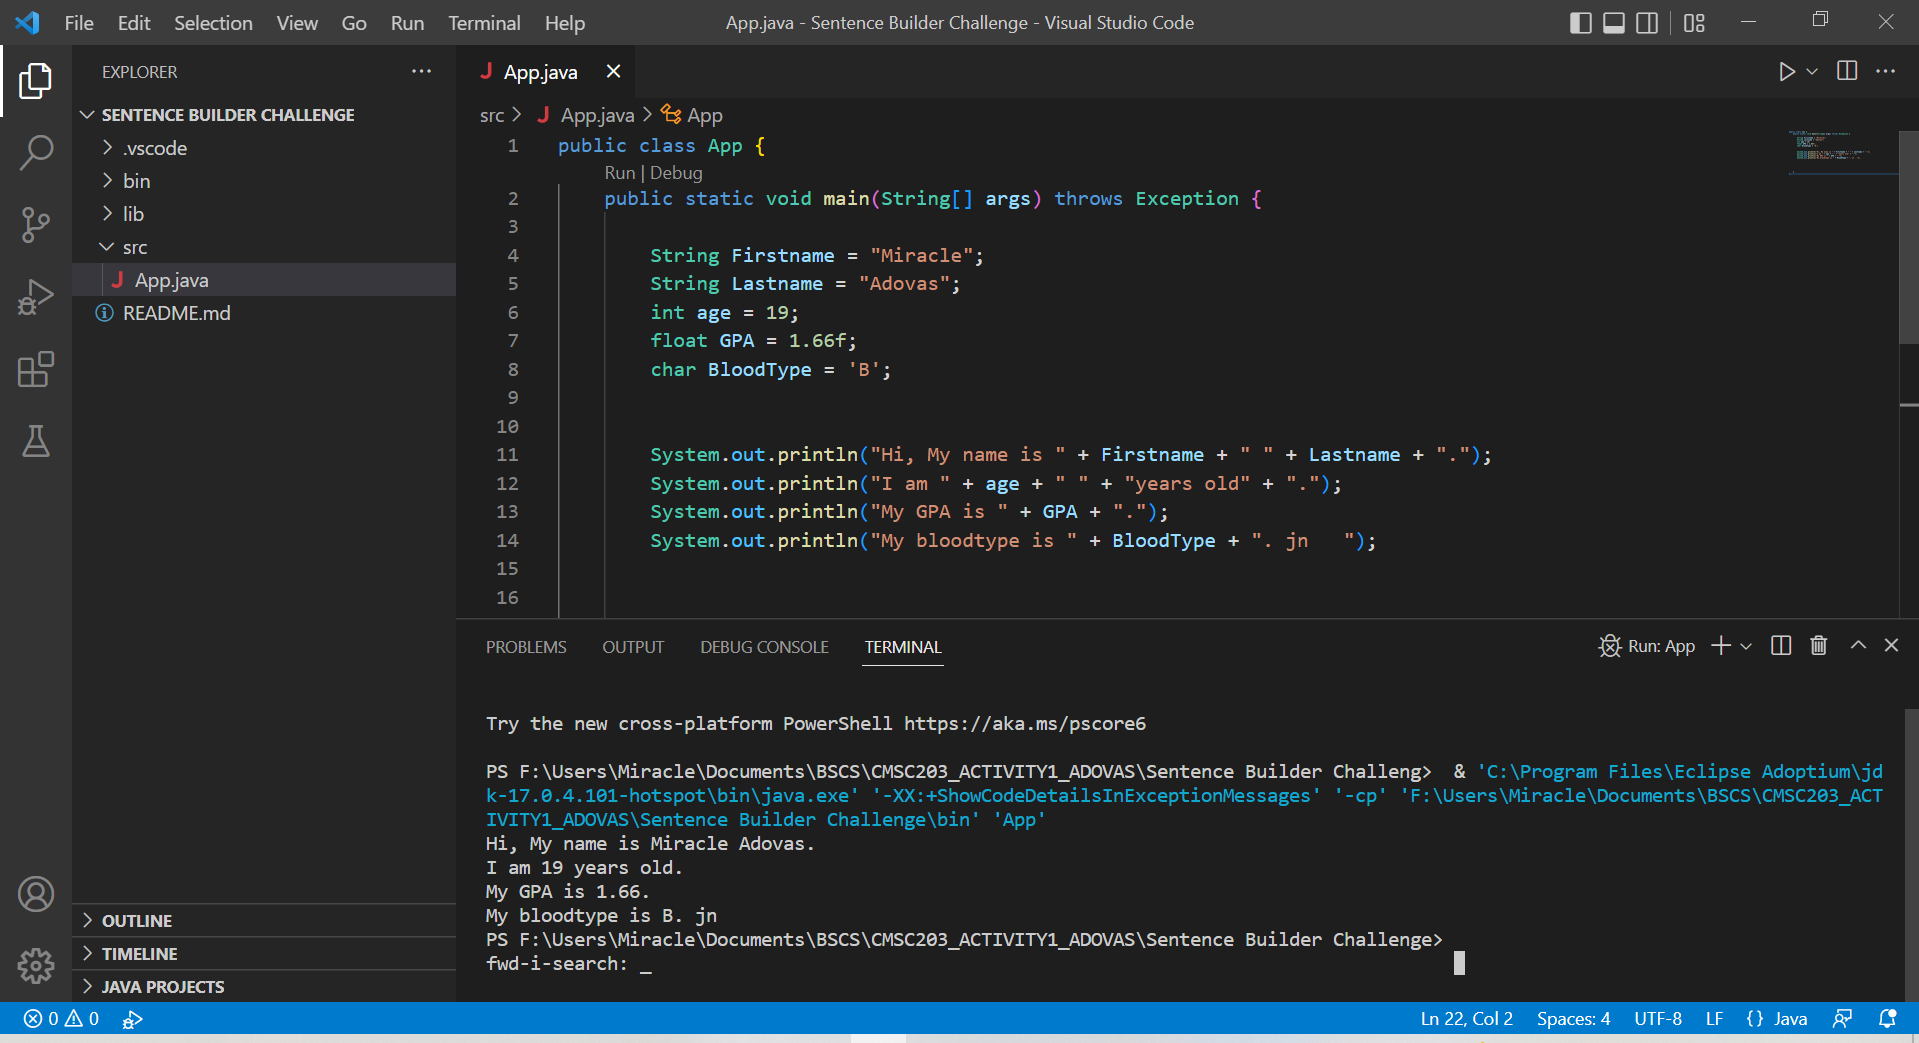 File Edit Selection View Go Run Terminal Help App.java - Sentence Builder Challenge - Visual Studio Code
EXPLORER
SENTENCE BUILDER CHALLENGE
.vscode
bin
lib
src
App.java
README.md
OUTLINE
TIMELINE
JAVA PROJECTS
App.java
src > App.java > App
1 public class App {
Run | Debug
2 public static void main(String[] args) throws Exception {
3
4 String Firstname = "Miracle";
5 String Lastname = "Adovas";
6 int age = 19;
7 float GPA = 1.66f;
8 char BloodType = 'B';
9
10
11 System.out.println("Hi, My name is " + Firstname + " " + Lastname + ".");
12 System.out.println("I am " + age + " " + "years old" + ".");
13 System.out.println("My GPA is " + GPA + ".");
14 System.out.println("My bloodtype is " + BloodType + ". jn   ");
15
16
PROBLEMS OUTPUT DEBUG CONSOLE TERMINAL Run: App
Try the new cross-platform PowerShell https://aka.ms/pscore6
PS F:\Users\Miracle\Documents\BSCS\CMSC203_ACTIVITY1_ADOVAS\Sentence Builder Challeng>  & 'C:\Program Files\Eclipse Adoptium\jd
k-17.0.4.101-hotspot\bin\java.exe' '-XX:+ShowCodeDetailsInExceptionMessages' '-cp' 'F:\Users\Miracle\Documents\BSCS\CMSC203_ACT
IVITY1_ADOVAS\Sentence Builder Challenge\bin' 'App'
Hi, My name is Miracle Adovas.
I am 19 years old.
My GPA is 1.66.
My bloodtype is B. jn
PS F:\Users\Miracle\Documents\BSCS\CMSC203_ACTIVITY1_ADOVAS\Sentence Builder Challenge>
fwd-i-search: _
0 0 Ln 22, Col 2 Spaces: 4 UTF-8 LF {} Java